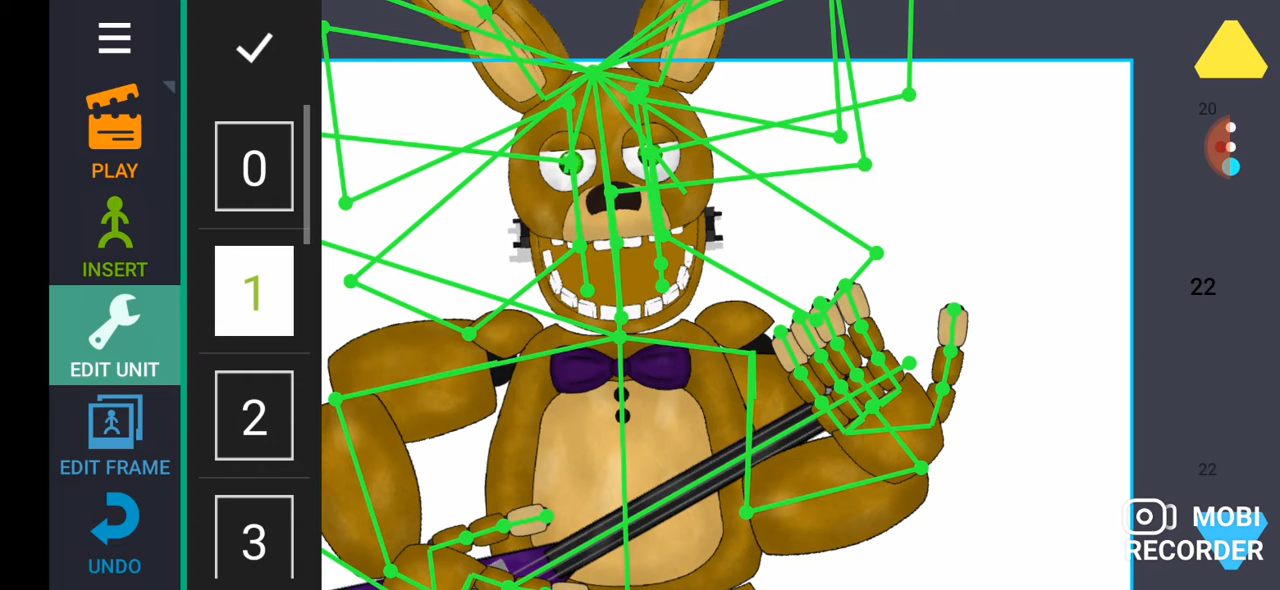 PLAY
INSERT
EDIT UNIT
EDIT FRAME
UNDO
0
1
2
3
20
22
22
MOBI
RECORDER